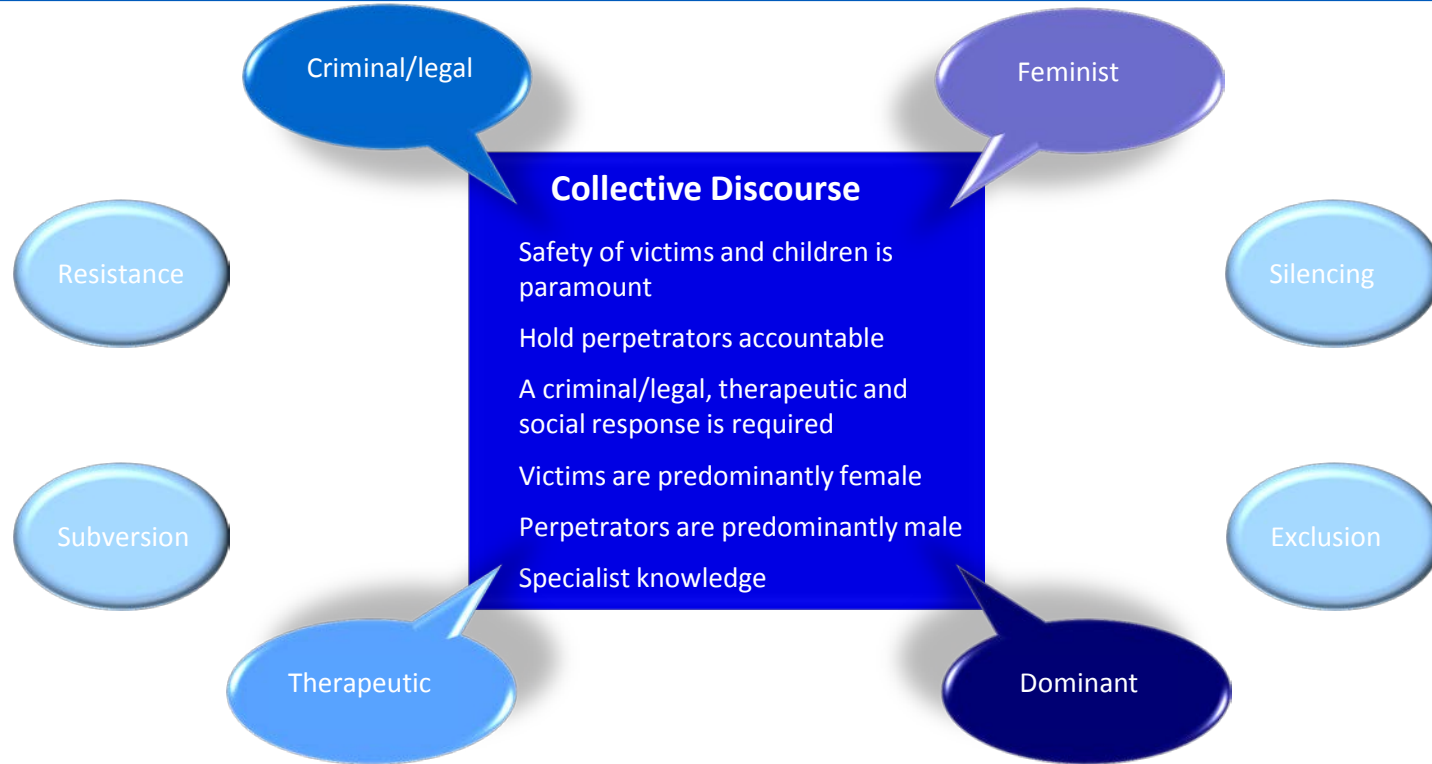 Criminal/legal
Feminist
Collective Discourse
Safety of victims and children is
paramount
Hold perpetrators accountable
A criminal/legal, therapeutic and
social response is required
Victims are predominantly female
Perpetrators are predominantly male
Specialist knowledge
Resistance
Silencing
Subversion
Exclusion
Therapeutic
Dominant